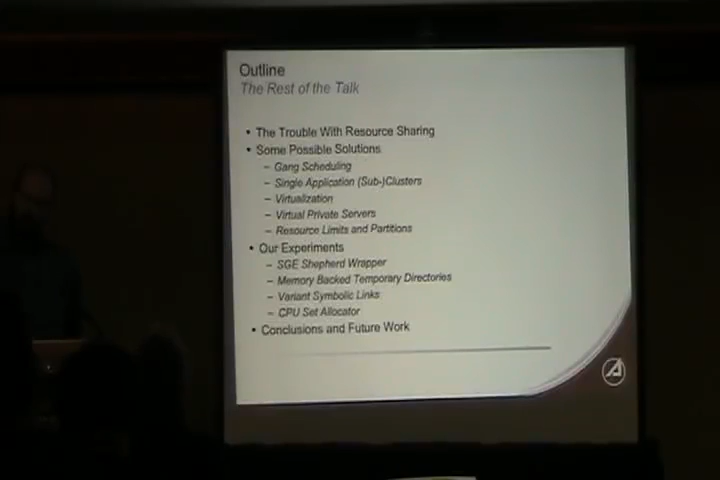 Outline
The Rest of the Talk
• The Trouble With Resource Sharing
• Some Possible Solutions
– Gang Scheduling
– Single Application (Sub-)Clusters
– Virtualization
– Virtual Private Servers
– Resource Limits and Partitions
• Our Experiments
– SGE Shepherd Wrapper
– Memory Backed Temporary Directories
– Variant Symbolic Links
– CPU Set Allocator
• Conclusions and Future Work